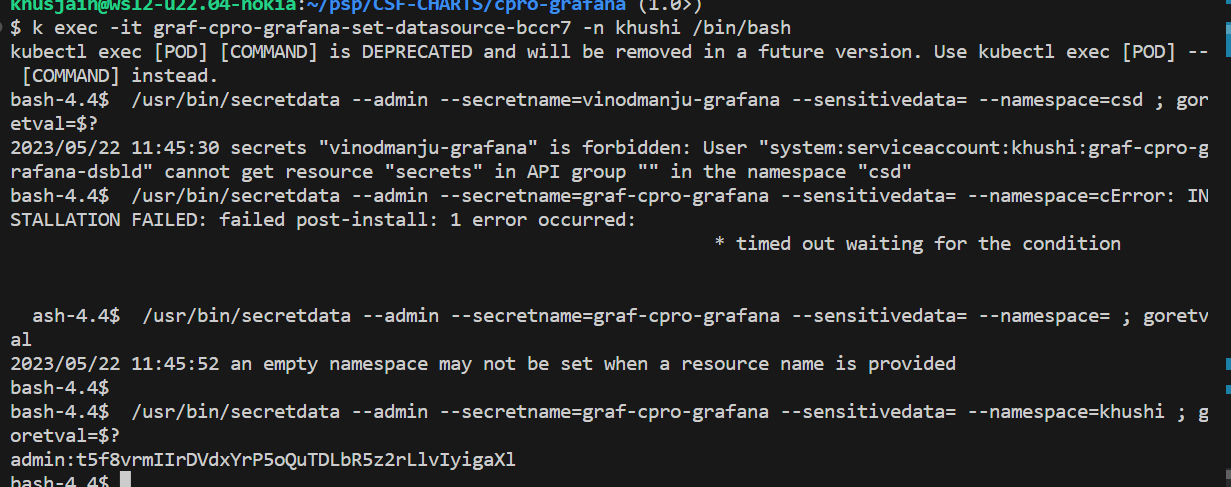 khusjain@wsl2-u22.04-nokia:~/psp/CSF-CHARTS/cpro-grafana (1.0>)
$ k exec -it graf-cpro-grafana-set-datasource-bccr7 -n khushi /bin/bash
kubectl exec [POD] [COMMAND] is DEPRECATED and will be removed in a future version. Use kubectl exec [POD] --
 [COMMAND] instead.
bash-4.4$  /usr/bin/secretdata --admin --secretname=vinodmanju-grafana --sensitivedata= --namespace=csd ; gor
etval=$?
2023/05/22 11:45:30 secrets "vinodmanju-grafana" is forbidden: User "system:serviceaccount:khushi:graf-cpro-g
rafana-dsbld" cannot get resource "secrets" in API group "" in the namespace "csd"
bash-4.4$  /usr/bin/secretdata --admin --secretname=graf-cpro-grafana --sensitivedata= --namespace=cError: IN
STALLATION FAILED: failed post-install: 1 error occurred:
* timed out waiting for the condition
ash-4.4$  /usr/bin/secretdata --admin --secretname=graf-cpro-grafana --sensitivedata= --namespace= ; goretv
al
2023/05/22 11:45:52 an empty namespace may not be set when a resource name is provided
bash-4.4$
bash-4.4$  /usr/bin/secretdata --admin --secretname=graf-cpro-grafana --sensitivedata= --namespace=khushi ; g
oretval=$?
admin:t5f8vrmIIrDVdxYrP5oQuTDLbR5z2rLlvIyigaXl
bash-4.4$